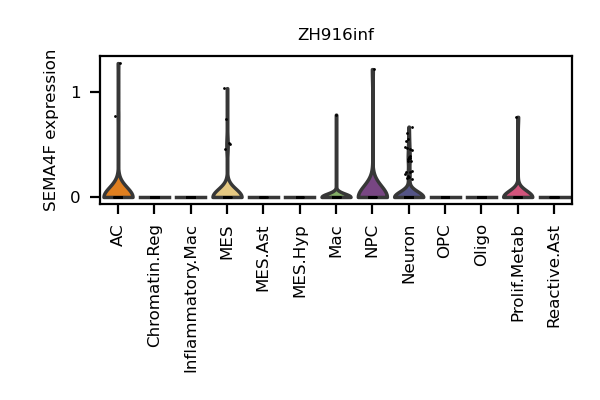 ZH916inf
SEMA4F expression
1
0
AC
Chromatin.Reg
Inflammatory.Mac
MES
MES.Ast
MES.Hyp
Mac
NPC
Neuron
OPC
Oligo
Prolif.Metab
Reactive.Ast